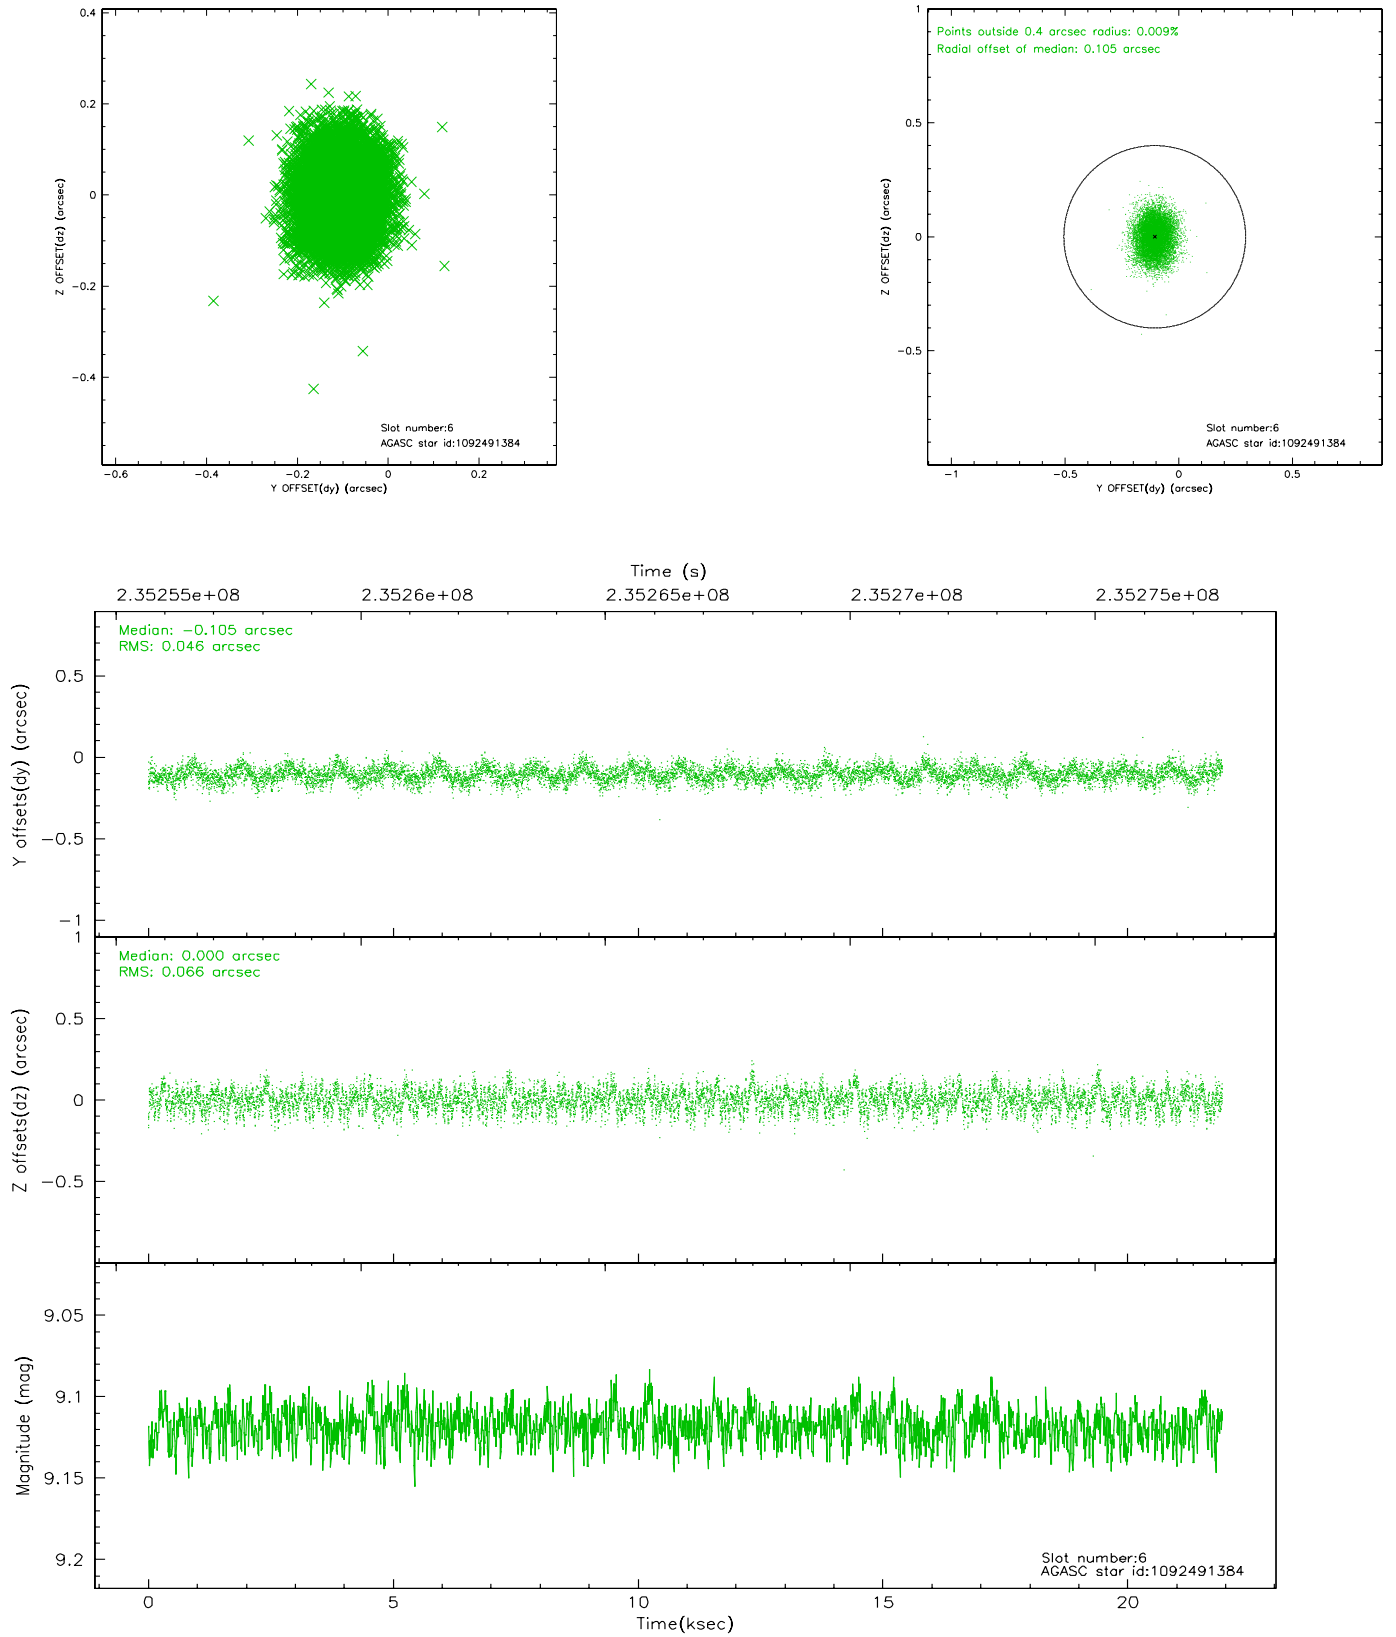 0.4
0.2
0
−0.2
−0.4
Z OFFSET(dz) (arcsec)
Slot number:6
AGASC star id:1092491384
−0.6 −0.4 −0.2 0 0.2
Y OFFSET(dy) (arcsec)
Points outside 0.4 arcsec radius: 0.009%
Radial offset of median: 0.105 arcsec
1
0.5
0
−0.5
Z OFFSET(dz) (arcsec)
Slot number:6
AGASC star id:1092491384
−1 −0.5 0 0.5
Y OFFSET(dy) (arcsec)
Time (s)
2.35255e+08 2.3526e+08 2.35265e+08 2.3527e+08 2.35275e+08
Median: −0.105 arcsec
RMS: 0.046 arcsec
0.5
0
−0.5
−1
Y offsets(dy) (arcsec)
Median: 0.000 arcsec
RMS: 0.066 arcsec
1
0.5
0
−0.5
Z offsets(dz) (arcsec)
9.05
9.1
9.15
9.2
Magnitude (mag)
Slot number:6
AGASC star id:1092491384
0 5 10 15 20
Time(ksec)